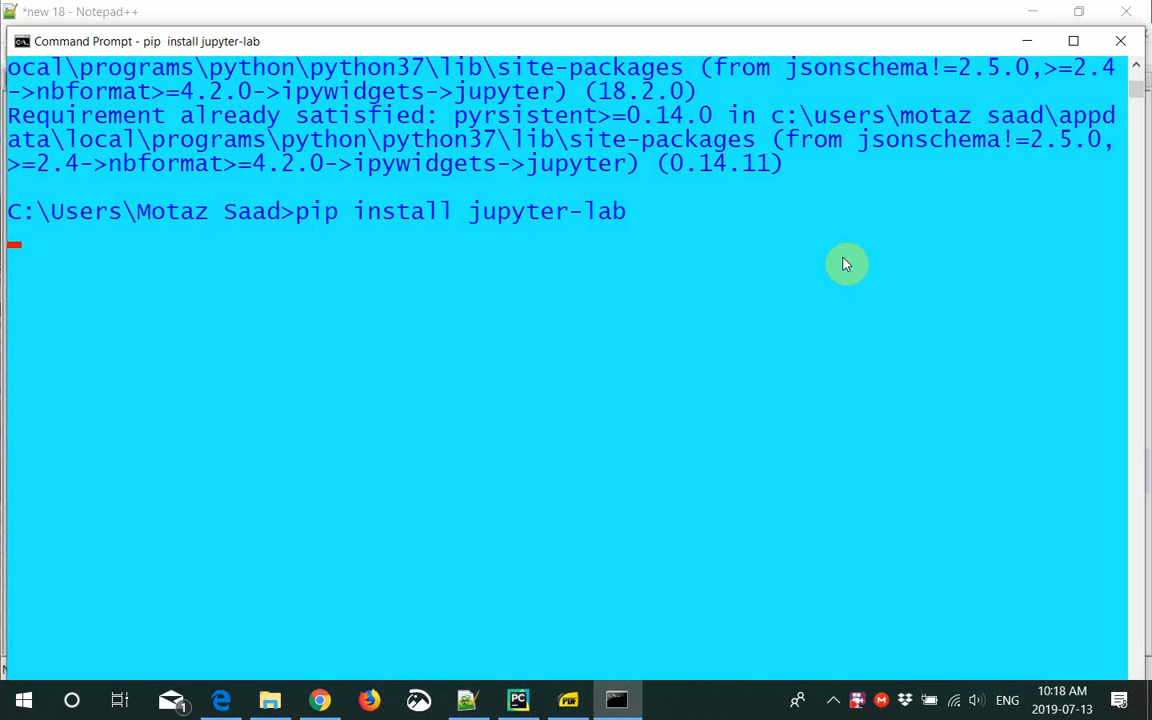 *new 18 - Notepad++
Command Prompt - pip  install jupyter-lab
ocal\programs\python\python37\lib\site-packages (from jsonschema!=2.5.0,>=2.4
->nbformat>=4.2.0->ipywidgets->jupyter) (18.2.0)
Requirement already satisfied: pyrsistent>=0.14.0 in c:\users\motaz saad\appd
ata\local\programs\python\python37\lib\site-packages (from jsonschema!=2.5.0,
>=2.4->nbformat>=4.2.0->ipywidgets->jupyter) (0.14.11)
C:\Users\Motaz Saad>pip install jupyter-lab
1
PC
PDF
ENG
10:18 AM
2019-07-13